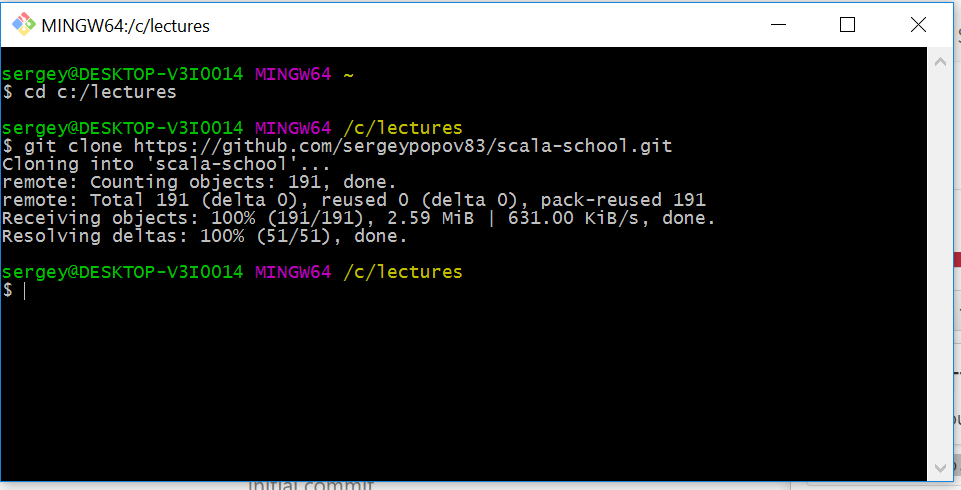 MINGW64:/c/lectures
sergey@DESKTOP-V3I0014 MINGW64 ~
$ cd c:/lectures
sergey@DESKTOP-V3I0014 MINGW64 /c/lectures
$ git clone https://github.com/sergeypopov83/scala-school.git
Cloning into 'scala-school'...
remote: Counting objects: 191, done.
remote: Total 191 (delta 0), reused 0 (delta 0), pack-reused 191
Receiving objects: 100% (191/191), 2.59 MiB | 631.00 KiB/s, done.
Resolving deltas: 100% (51/51), done.
sergey@DESKTOP-V3I0014 MINGW64 /c/lectures
$
initial commit